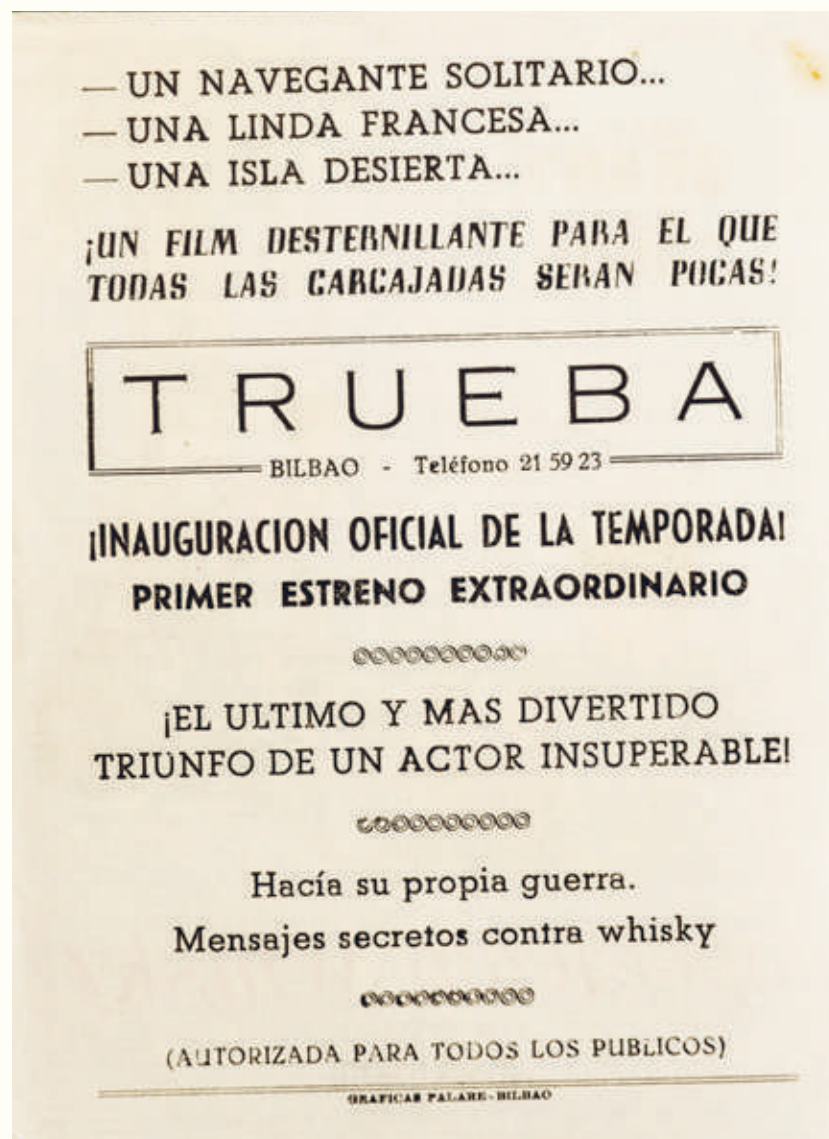 — UN NAVEGANTE SOLITARIO...
— UNA LINDA FRANCESA...
— UNA ISLA DESIERTA...
¡UN FILM DESTERNILLANTE PARA EL QUE
TODAS LAS CARCAJADAS SERAN POCAS!
TRUEBA
BILBAO - Teléfono 21 59 23
¡INAUGURACION OFICIAL DE LA TEMPORADA!
PRIMER ESTRENO EXTRAORDINARIO
¡EL ULTIMO Y MAS DIVERTIDO
TRIUNFO DE UN ACTOR INSUPERABLE!
Hacía su propia guerra.
Mensajes secretos contra whisky
(AUTORIZADA PARA TODOS LOS PUBLICOS)
GRAFICAS PALARE-BILBAO